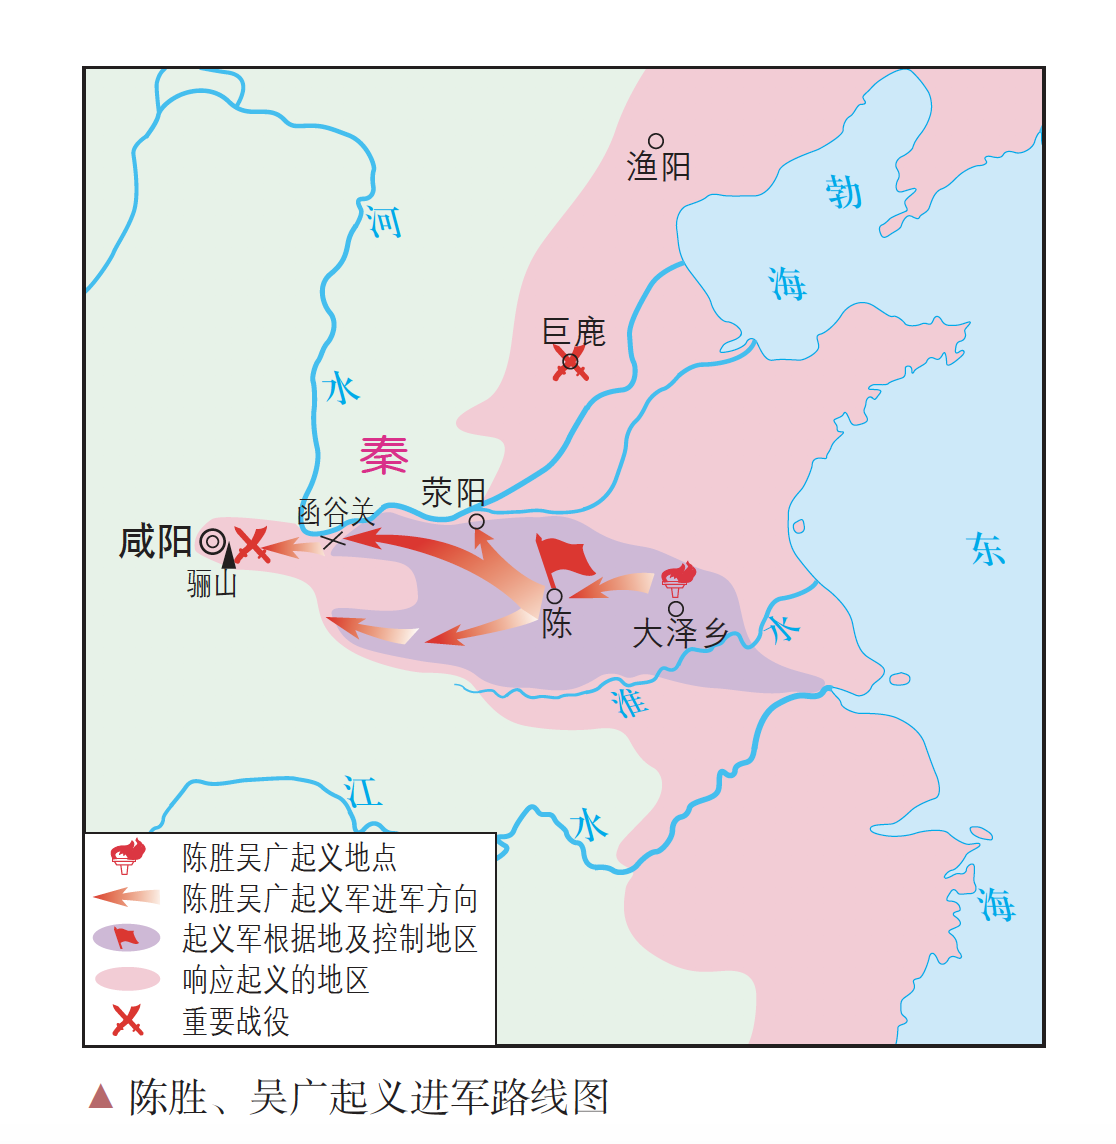 渔阳
勃
海
河
巨鹿
水
秦
荥阳
函谷关
咸阳
骊山
陈
大泽乡
水
淮
东
江
水
海
陈胜吴广起义地点
陈胜吴广起义军进军方向
起义军根据地及控制地区
响应起义的地区
重要战役
▲陈胜、吴广起义进军路线图